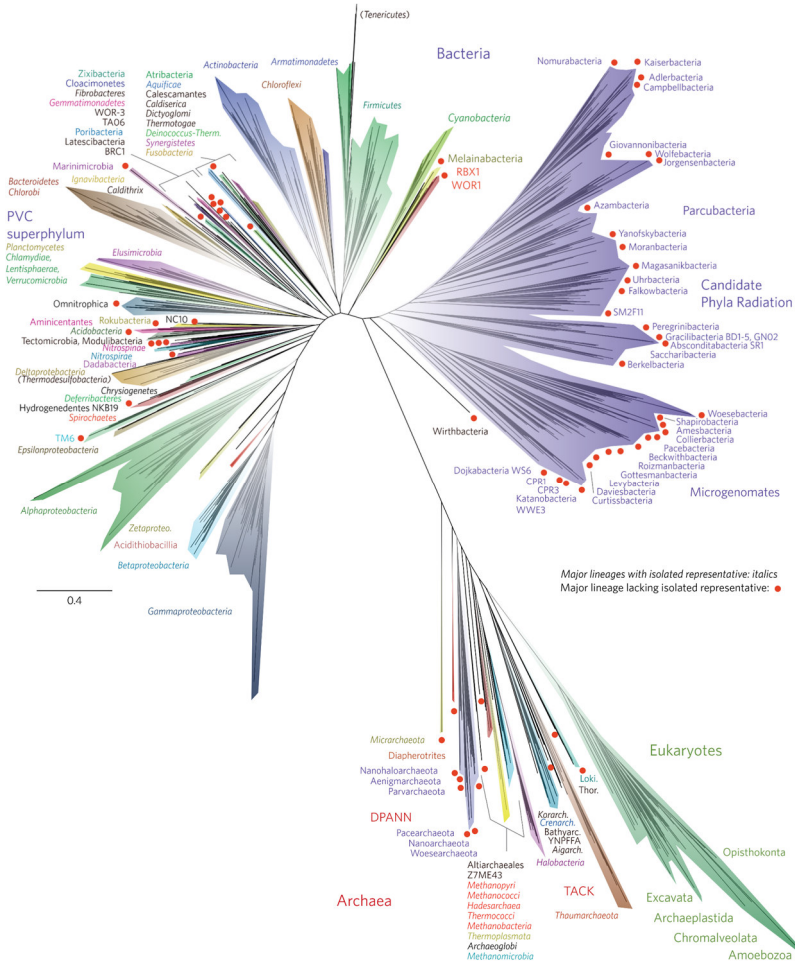 (Tenericutes)
Bacteria
Zixibacteria
Cloacimonetes
Fibrobacteres
Gemmatimonadetes
WOR-3
TA06
Poribacteria
Latescibacteria
BRC1
Atribacteria
Aquificae
Calescamantes
Caldiserica
Dictyoglomi
Thermotogae
Deinococcus-Therm.
Synergistetes
Fusobacteria
Actinobacteria
Armatimonadetes
Chloroflexi
Firmicutes
Cyanobacteria
Melainabacteria
RBX1
WOR1
Nomurabacteria
Kaiserbacteria
Adlerbacteria
Campbellbacteria
Giovannonibacteria
Wolfebacteria
Jorgensenbacteria
Azambacteria
Parcubacteria
Yanofskybacteria
Moranbacteria
Magasanikbacteria
Uhrbacteria
Falkowbacteria
Candidate
Phyla Radiation
SM2F11
Peregrinibacteria
Gracilibacteria BD1-5, GN02
Absconditabacteria SR1
Saccharibacteria
Berkelbacteria
Marinimicrobia
Bacteroidetes
Chlorobi
Ignavibacteria
Caldithrix
PVC
superphylum
Planctomycetes
Chlamydiae,
Lentisphaerae,
Verrucomicrobia
Elusimicrobia
Omnitrophica
Aminicentantes
Rokubacteria
NC10
Acidobacteria
Tectomicrobia, Modulibacteria
Nitrospinae
Nitrospirae
Dadabacteria
Deltaprotebacteria
(Thermodesulfobacteria)
Chrysiogenetes
Deferribacteres
Hydrogenedentes NKB19
Spirochaetes
TM6
Epsilonproteobacteria
Alphaproteobacteria
Zetaproteo.
Acidithiobacillia
Betaproteobacteria
Gammaproteobacteria
0.4
Wirthbacteria
Woesebacteria
Shapirobacteria
Amesbacteria
Collierbacteria
Pacebacteria
Beckwithbacteria
Roizmanbacteria
Gottesmanbacteria
Levybacteria
Daviesbacteria
Curtissbacteria
Microgenomates
Dojkabacteria WS6
CPR1
CPR3
Katanobacteria
WWE3
Major lineages with isolated representative: italics
Major lineage lacking isolated representative:
Micrarchaeota
Diapherotrites
Nanohaloarchaeota
Aenigmarchaeota
Parvarchaeota
DPANN
Pacearchaeota
Nanoarchaeota
Woesearchaeota
Archaea
Altiarchaeales
Z7ME43
Methanopyri
Methanococci
Hadesarchaea
Thermococci
Methanobacteria
Thermoplasmata
Archaeoglobi
Methanomicrobia
Halobacteria
Korarch.
Crenarch.
Bathyarc.
YNPFFA
Aigarch.
TACK
Thaumarchaeota
Loki.
Thor.
Eukaryotes
Opisthokonta
Excavata
Archaeplastida
Chromalveolata
Amoebozoa